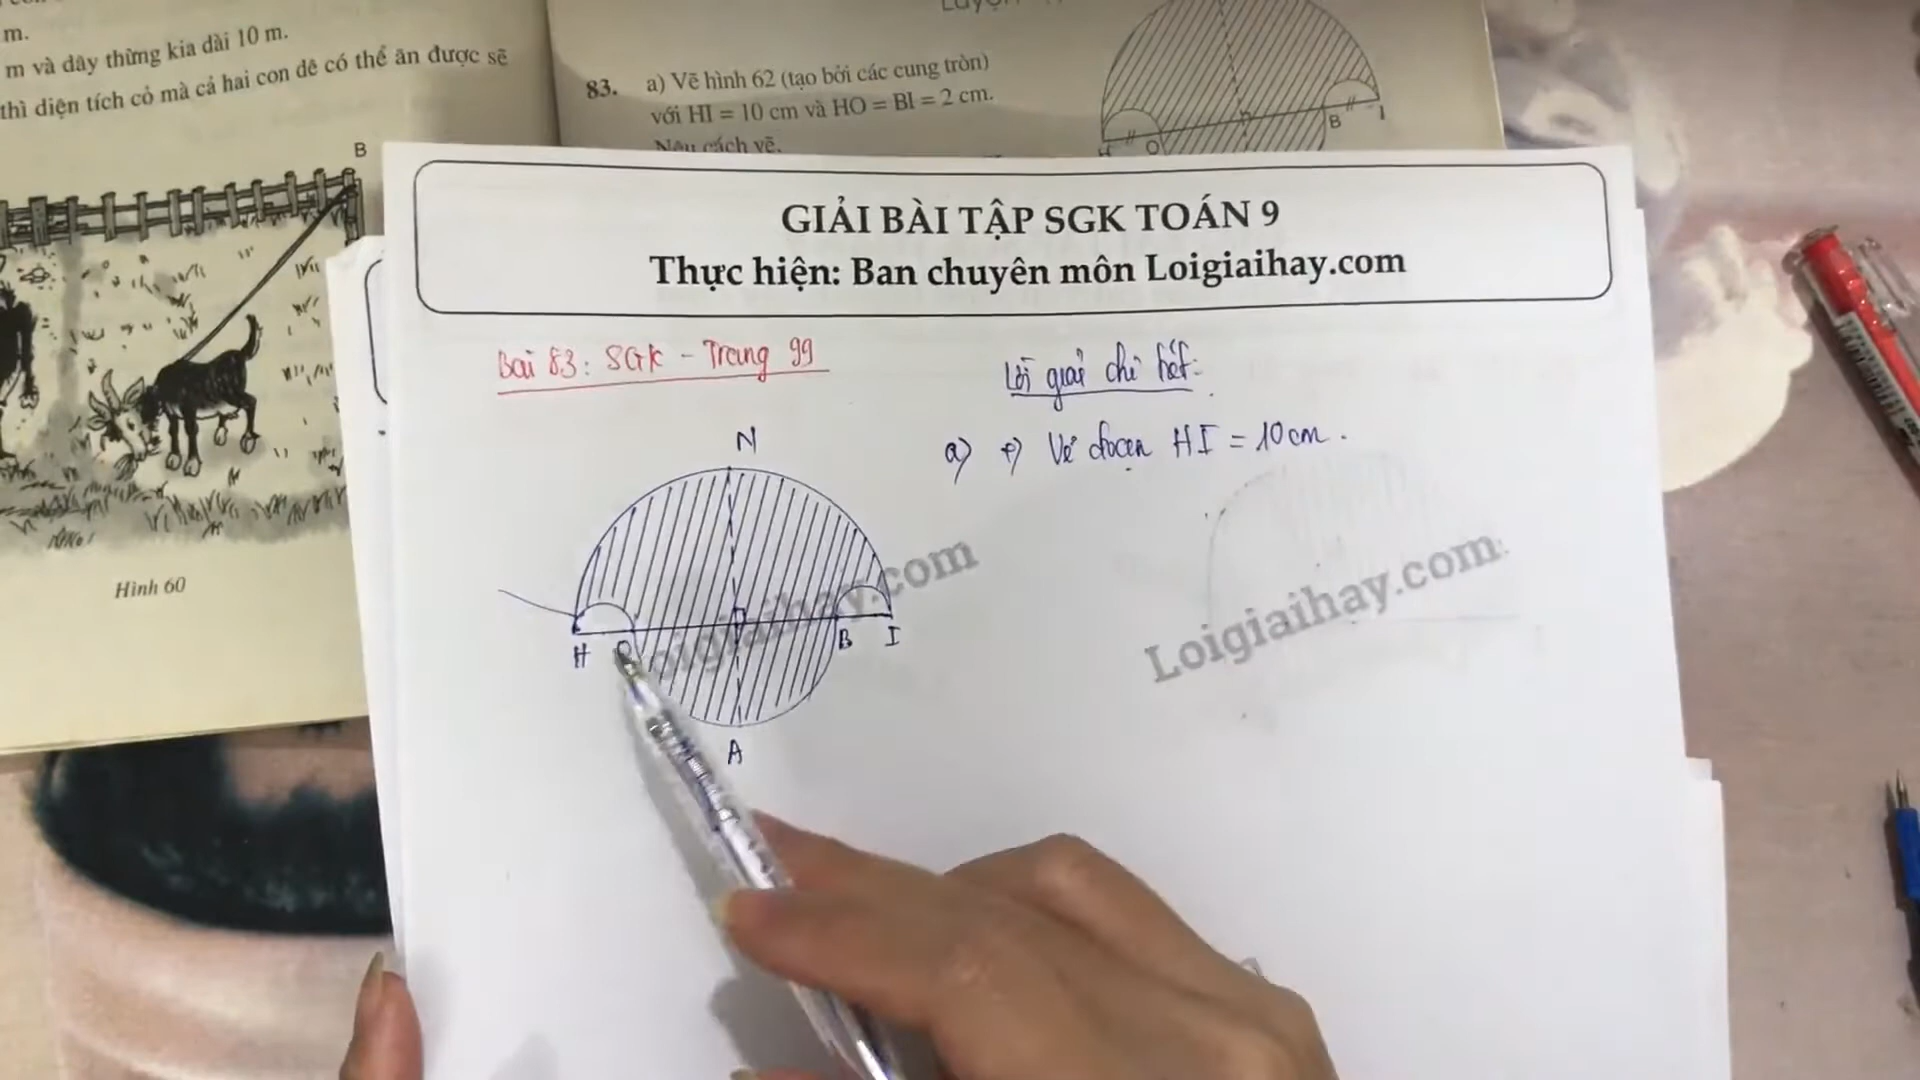 m.
m và dây thừng kia dài 10 m.
thì diện tích cỏ mà cả hai con dê có thể ăn được sẽ
B
Hình 60
83. a) Vẽ hình 62 (tạo bởi các cung tròn)
với HI = 10 cm và HO = BI = 2 cm.
Nêu cách vẽ.
H O B I
GIẢI BÀI TẬP SGK TOÁN 9
Thực hiện: Ban chuyên môn Loigiaihay.com
Bài 83: SGK - Trang 99
Lời giải chi tiết:
a) +) Vẽ đoạn HI = 10cm.
N
H O B I
A
Loigiaihay.com
Loigiaihay.com